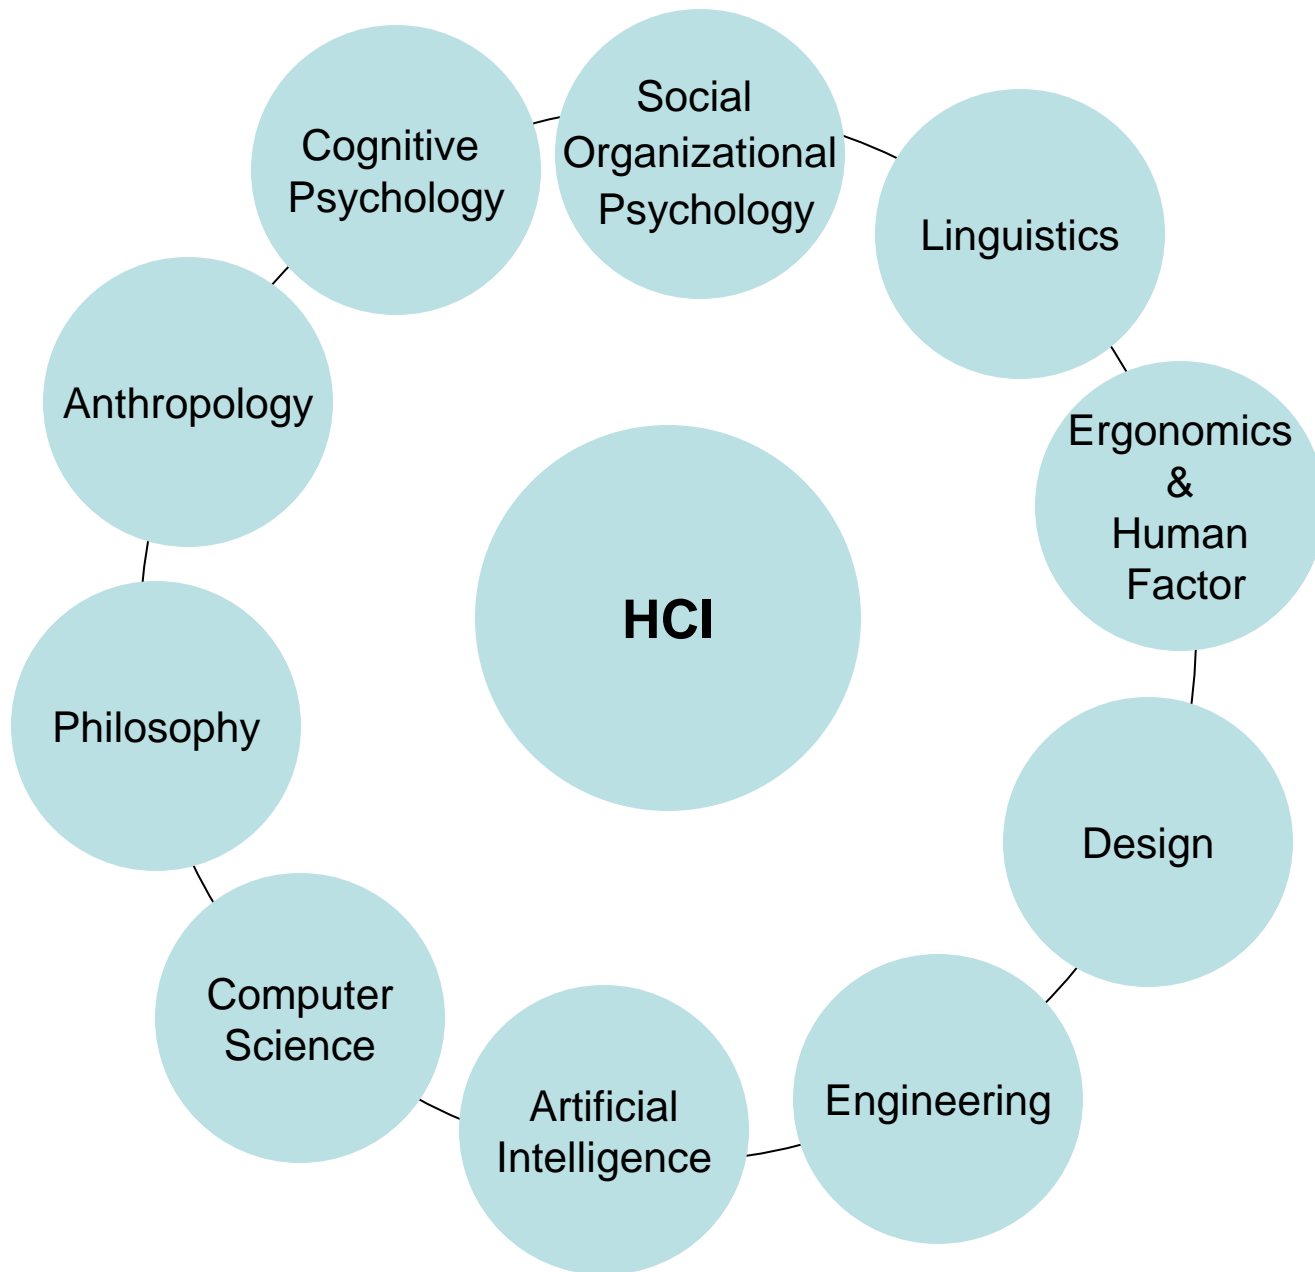 Social
Organizational
Psychology
Cognitive
Psychology
Linguistics
Anthropology
Ergonomics
&
Human
Factor
HCI
Philosophy
Design
Computer
Science
Engineering
Artificial
Intelligence